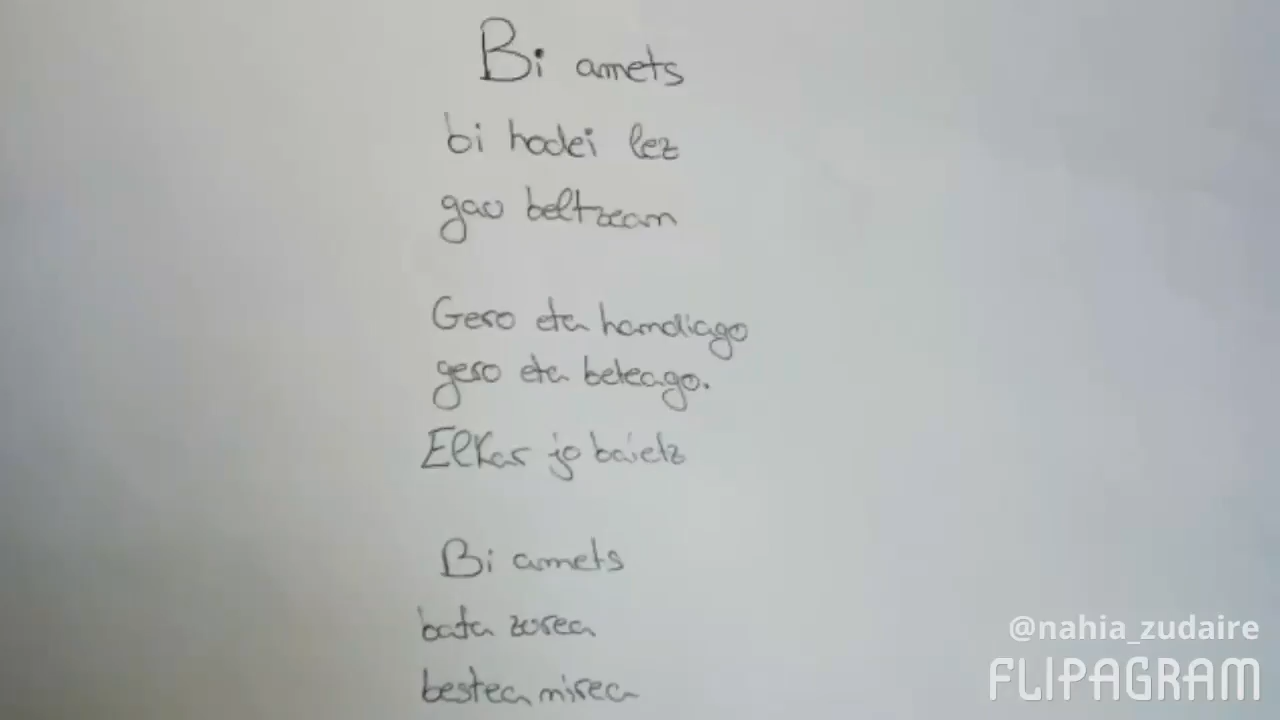 Bi amets
bi hodei lez
gau beltzean
Gero eta handiago
gero eta beteago.
Elkar jo baietz
Bi amets
bata zurea
bestea nirea
@nahia_zudaire
FLIPAGRAM